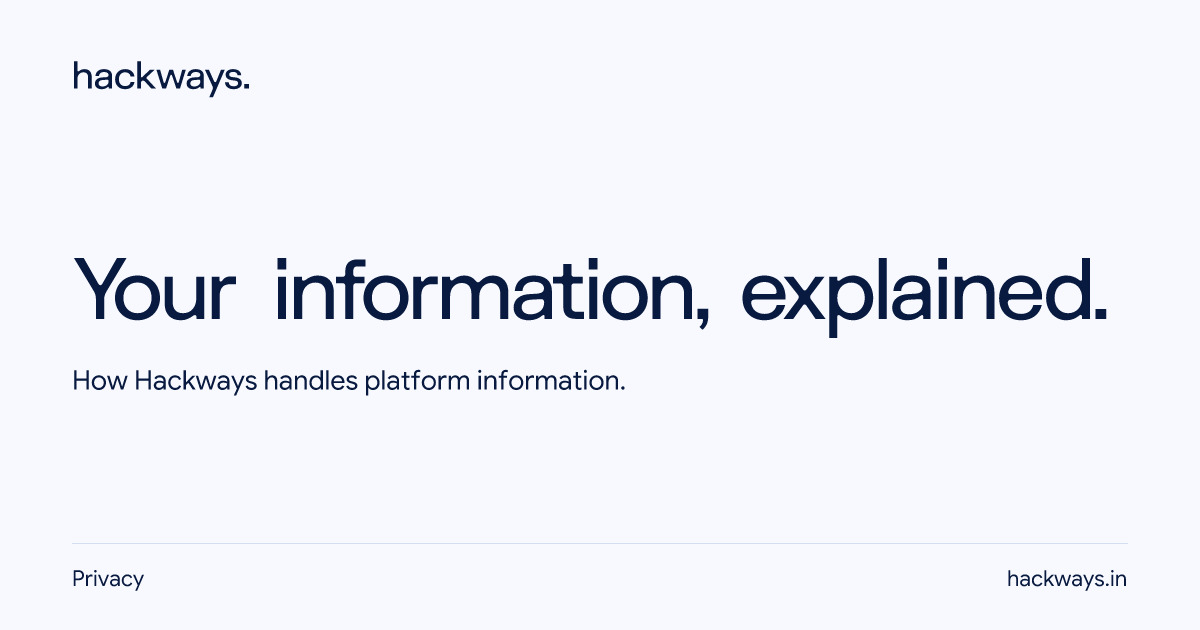 hackways.
Your information, explained.
How Hackways handles platform information.
Privacy
hackways.in